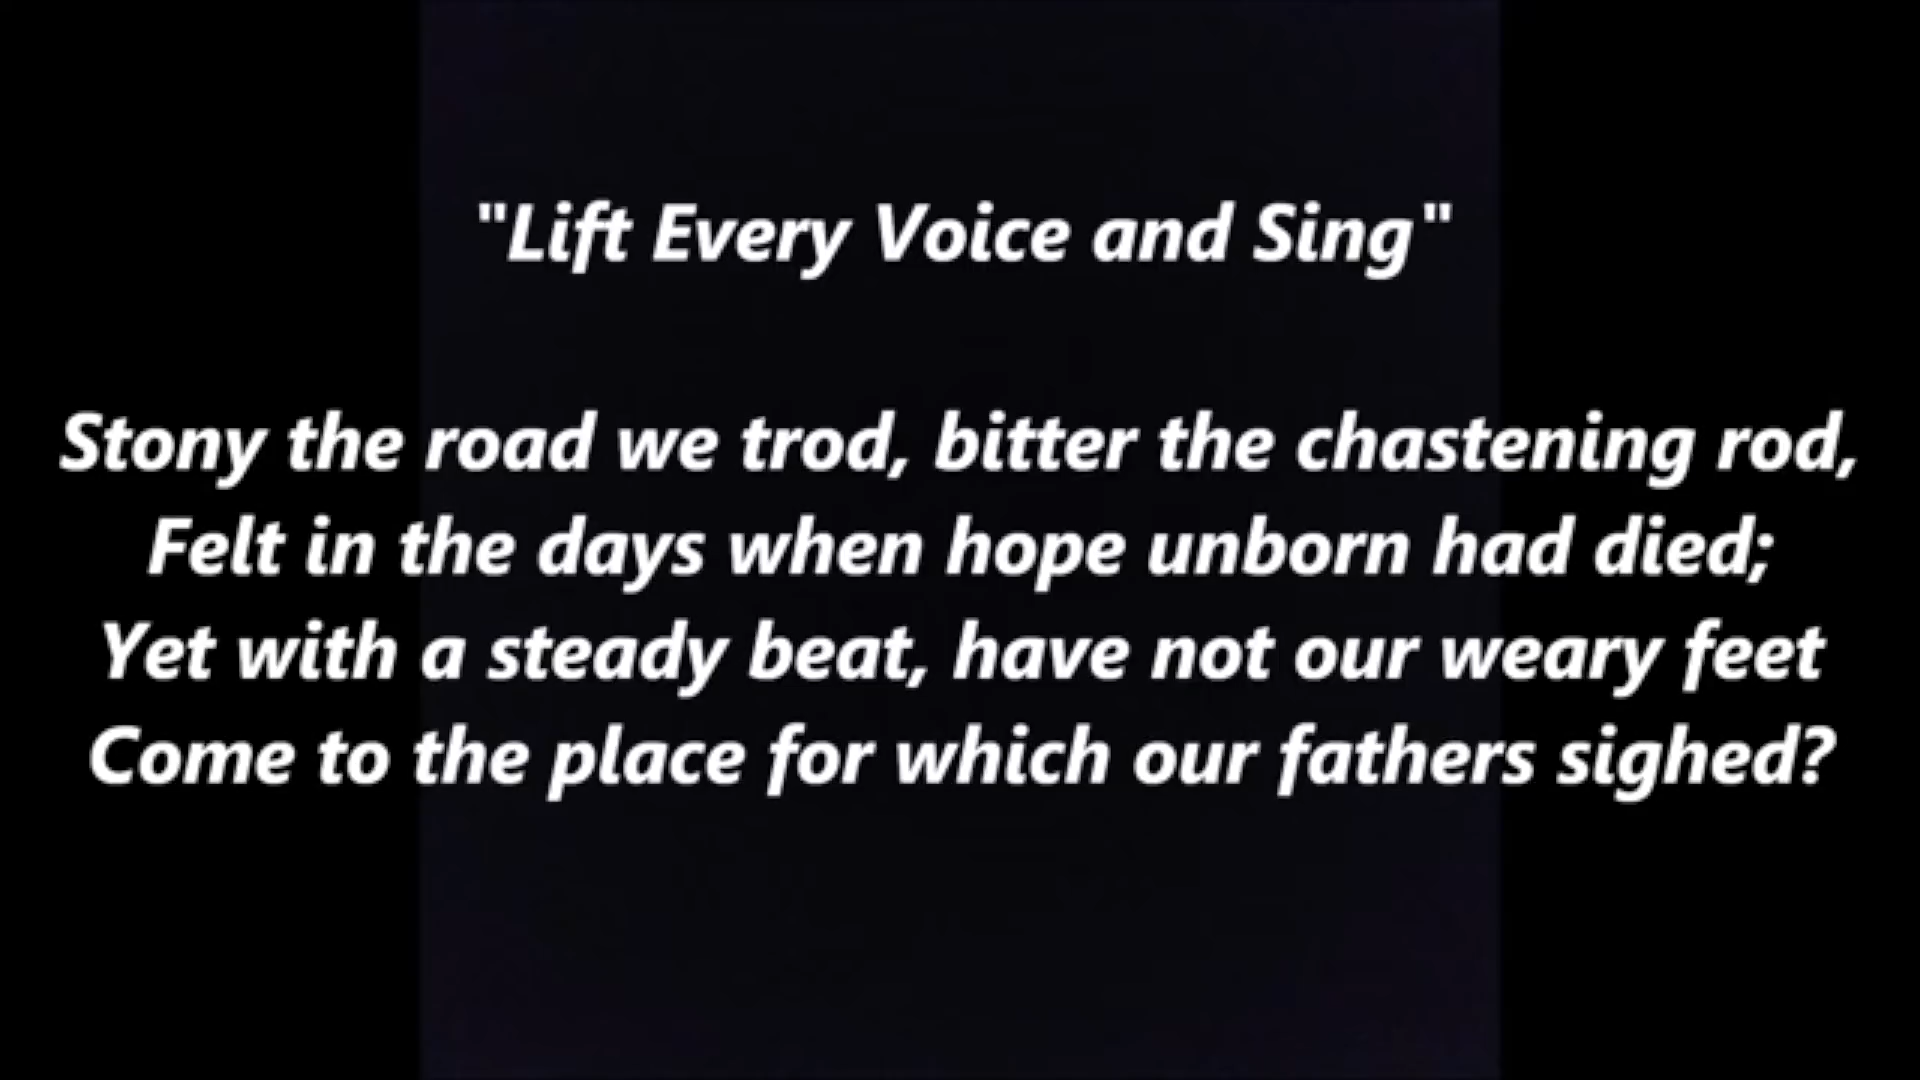 "Lift Every Voice and Sing"
Stony the road we trod, bitter the chastening rod,
Felt in the days when hope unborn had died;
Yet with a steady beat, have not our weary feet
Come to the place for which our fathers sighed?